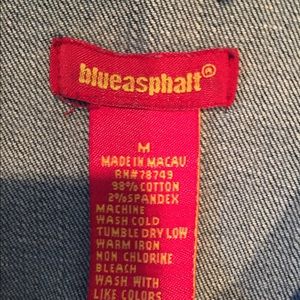 blueasphalt®
M
MADE IN MACAU
RN#78749
98%COTTON
2%SPANDEX
MACHINE
WASH COLD
TUMBLE DRY LOW
WARM IRON
NON CHLORINE
BLEACH
WASH WITH
LIKE COLORS